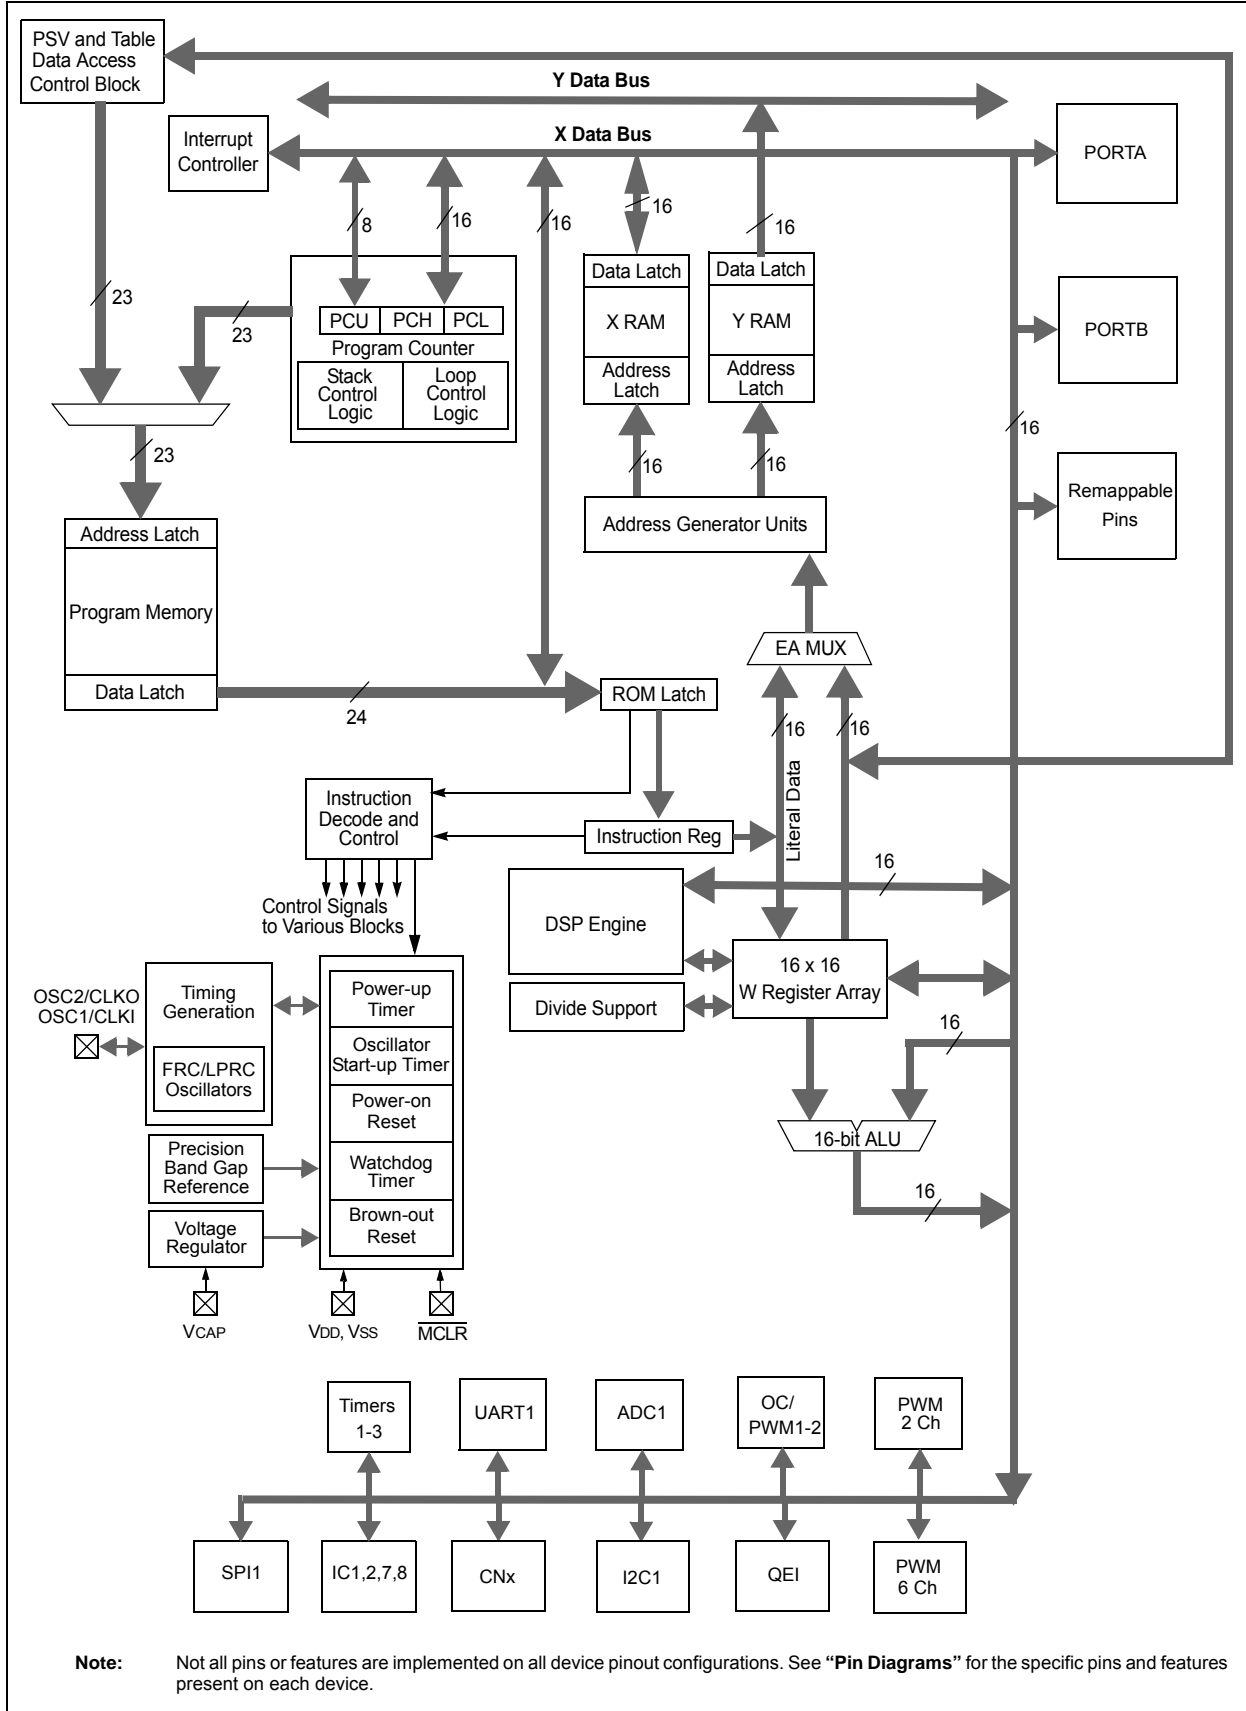 PSV and Table
Data Access
Control Block
Y Data Bus
X Data Bus
Interrupt
Controller
PORTA
8
16
16
16
16
23
23
PCU
PCH
PCL
Program Counter
Stack
Control
Logic
Loop
Control
Logic
Data Latch
X RAM
Address
Latch
Data Latch
Y RAM
Address
Latch
PORTB
16
23
16
16
Address Latch
Program Memory
Data Latch
Address Generator Units
Remappable
Pins
EA MUX
24
ROM Latch
16
16
Literal Data
Instruction
Decode and
Control
Instruction Reg
Control Signals
to Various Blocks
16
DSP Engine
16 x 16
W Register Array
Divide Support
OSC2/CLKO
OSC1/CLKI
Timing
Generation
FRC/LPRC
Oscillators
Power-up
Timer
Oscillator
Start-up Timer
Power-on
Reset
Watchdog
Timer
Brown-out
Reset
16
16-bit ALU
16
Precision
Band Gap
Reference
Voltage
Regulator
VCAP
VDD, VSS
MCLR
Timers
1-3
UART1
ADC1
OC/
PWM1-2
PWM
2 Ch
SPI1
IC1,2,7,8
CNx
I2C1
QEI
PWM
6 Ch
Note: Not all pins or features are implemented on all device pinout configurations. See “Pin Diagrams” for the specific pins and features
present on each device.